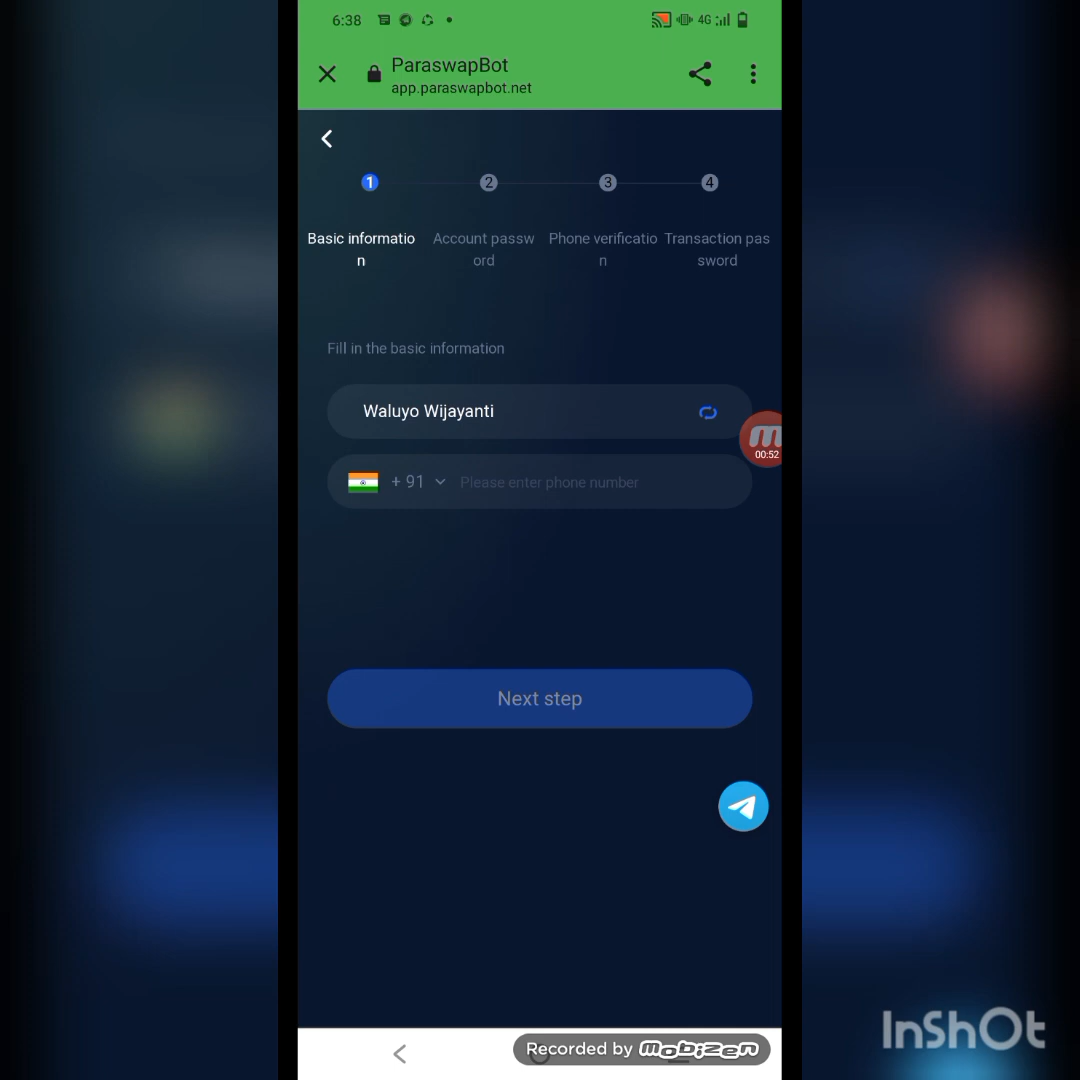 6:38
4G
ParaswapBot
app.paraswapbot.net
1 2 3 4
Basic informatio Account passw Phone verificatio Transaction pas
n ord n sword
Fill in the basic information
Waluyo Wijayanti
00:52
+ 91 Please enter phone number
Next step
InShOt
Recorded by mobizen